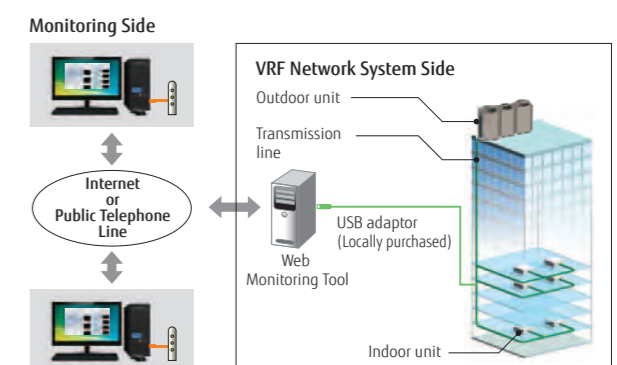 Monitoring Side
Internet
or
Public Telephone
Line
VRF Network System Side
Outdoor unit
Transmission
line
USB adaptor
(Locally purchased)
Web
Monitoring Tool
Indoor unit